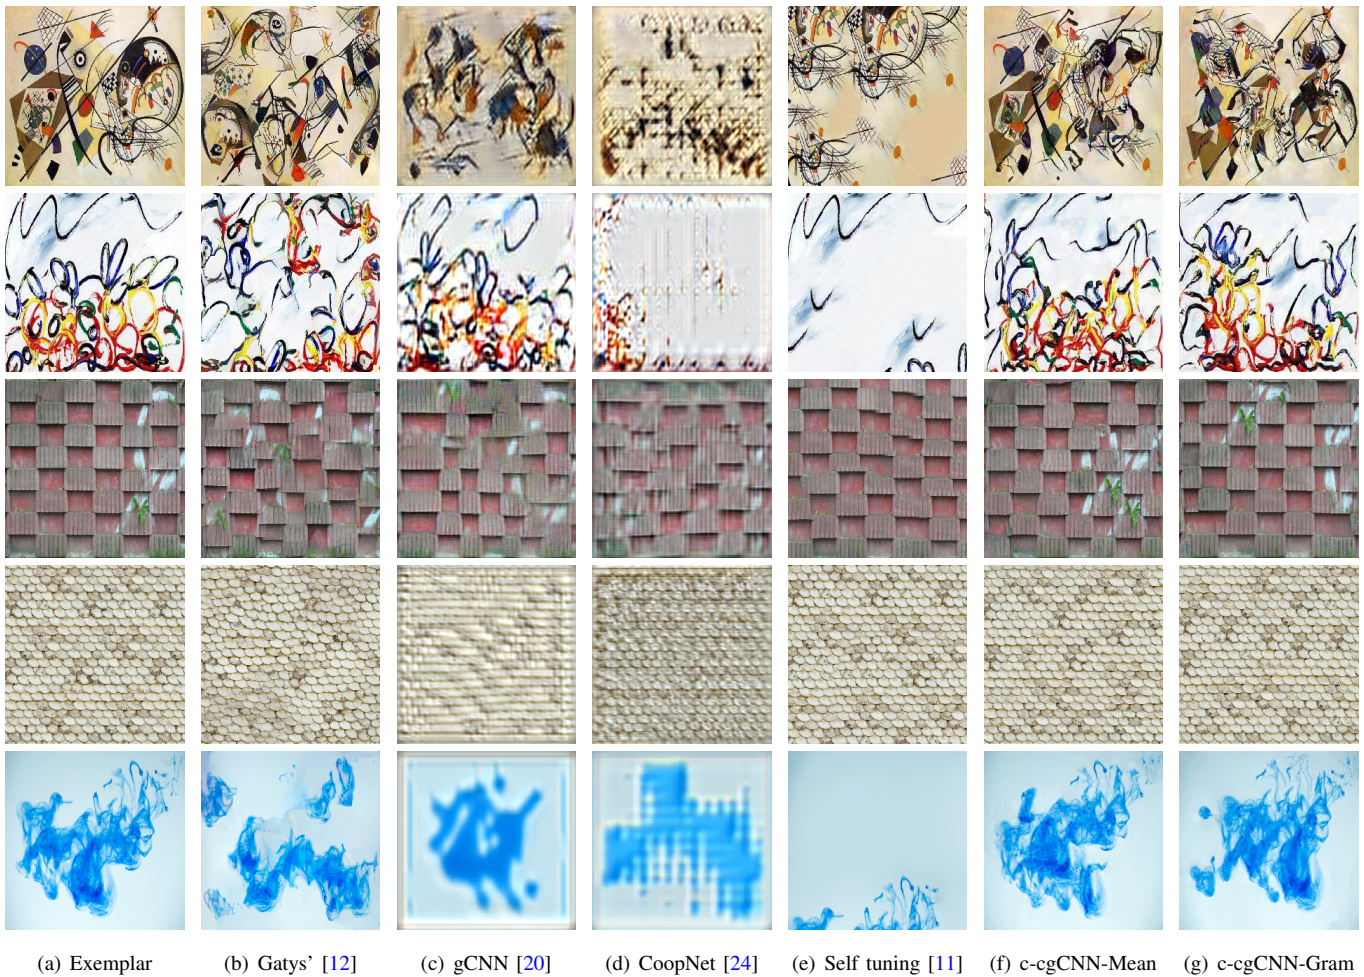 (a) Exemplar (b) Gatys' [12] (c) gCNN [20] (d) CoopNet [24] (e) Self tuning [11] (f) c-cgCNN-Mean (g) c-cgCNN-Gram